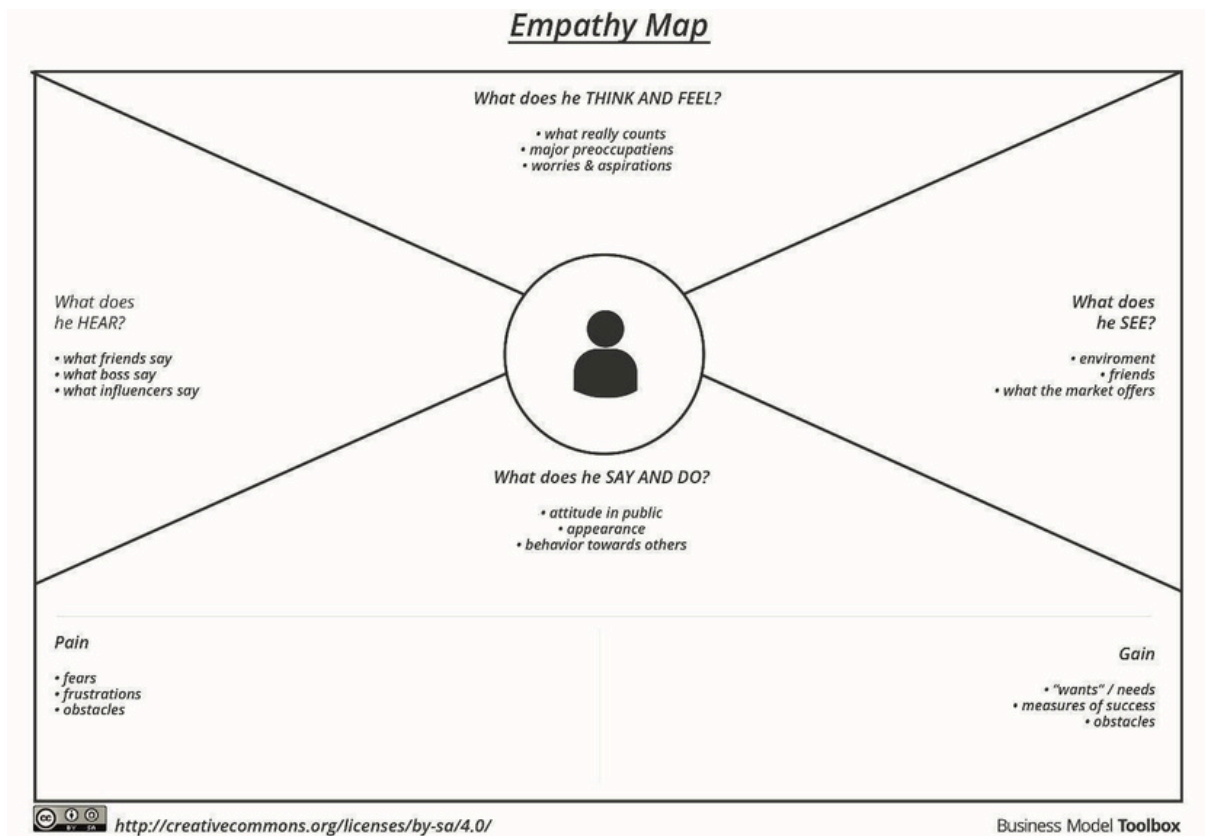 Empathy Map
What does he THINK AND FEEL?
• what really counts
• major preoccupatiens
• worries & aspirations
What does
he HEAR?
• what friends say
• what boss say
• what influencers say
What does
he SEE?
• enviroment
• friends
• what the market offers
What does he SAY AND DO?
• attitude in public
• appearance
• behavior towards others
Pain
• fears
• frustrations
• obstacles
Gain
• “wants” / needs
• measures of success
• obstacles
cc BY SA http://creativecommons.org/licenses/by-sa/4.0/
Business Model Toolbox